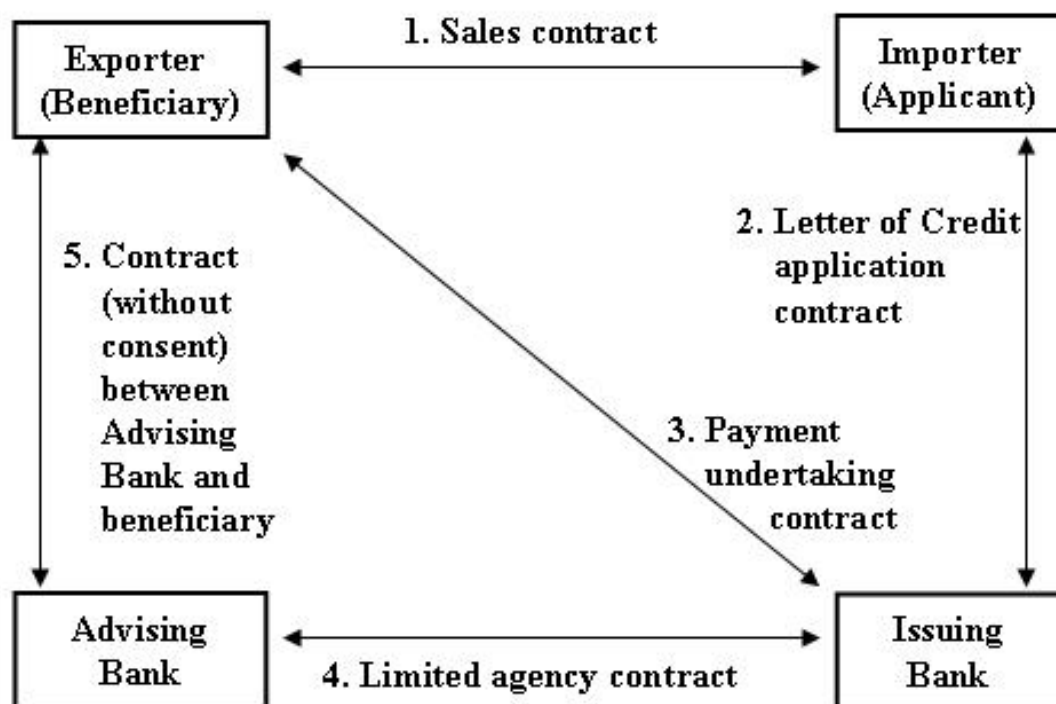 1. Sales contract
Exporter
(Beneficiary)
Importer
(Applicant)
2. Letter of Credit
application
contract
5. Contract
(without
consent)
between
Advising
Bank and
beneficiary
3. Payment
undertaking
contract
Advising
Bank
4. Limited agency contract
Issuing
Bank